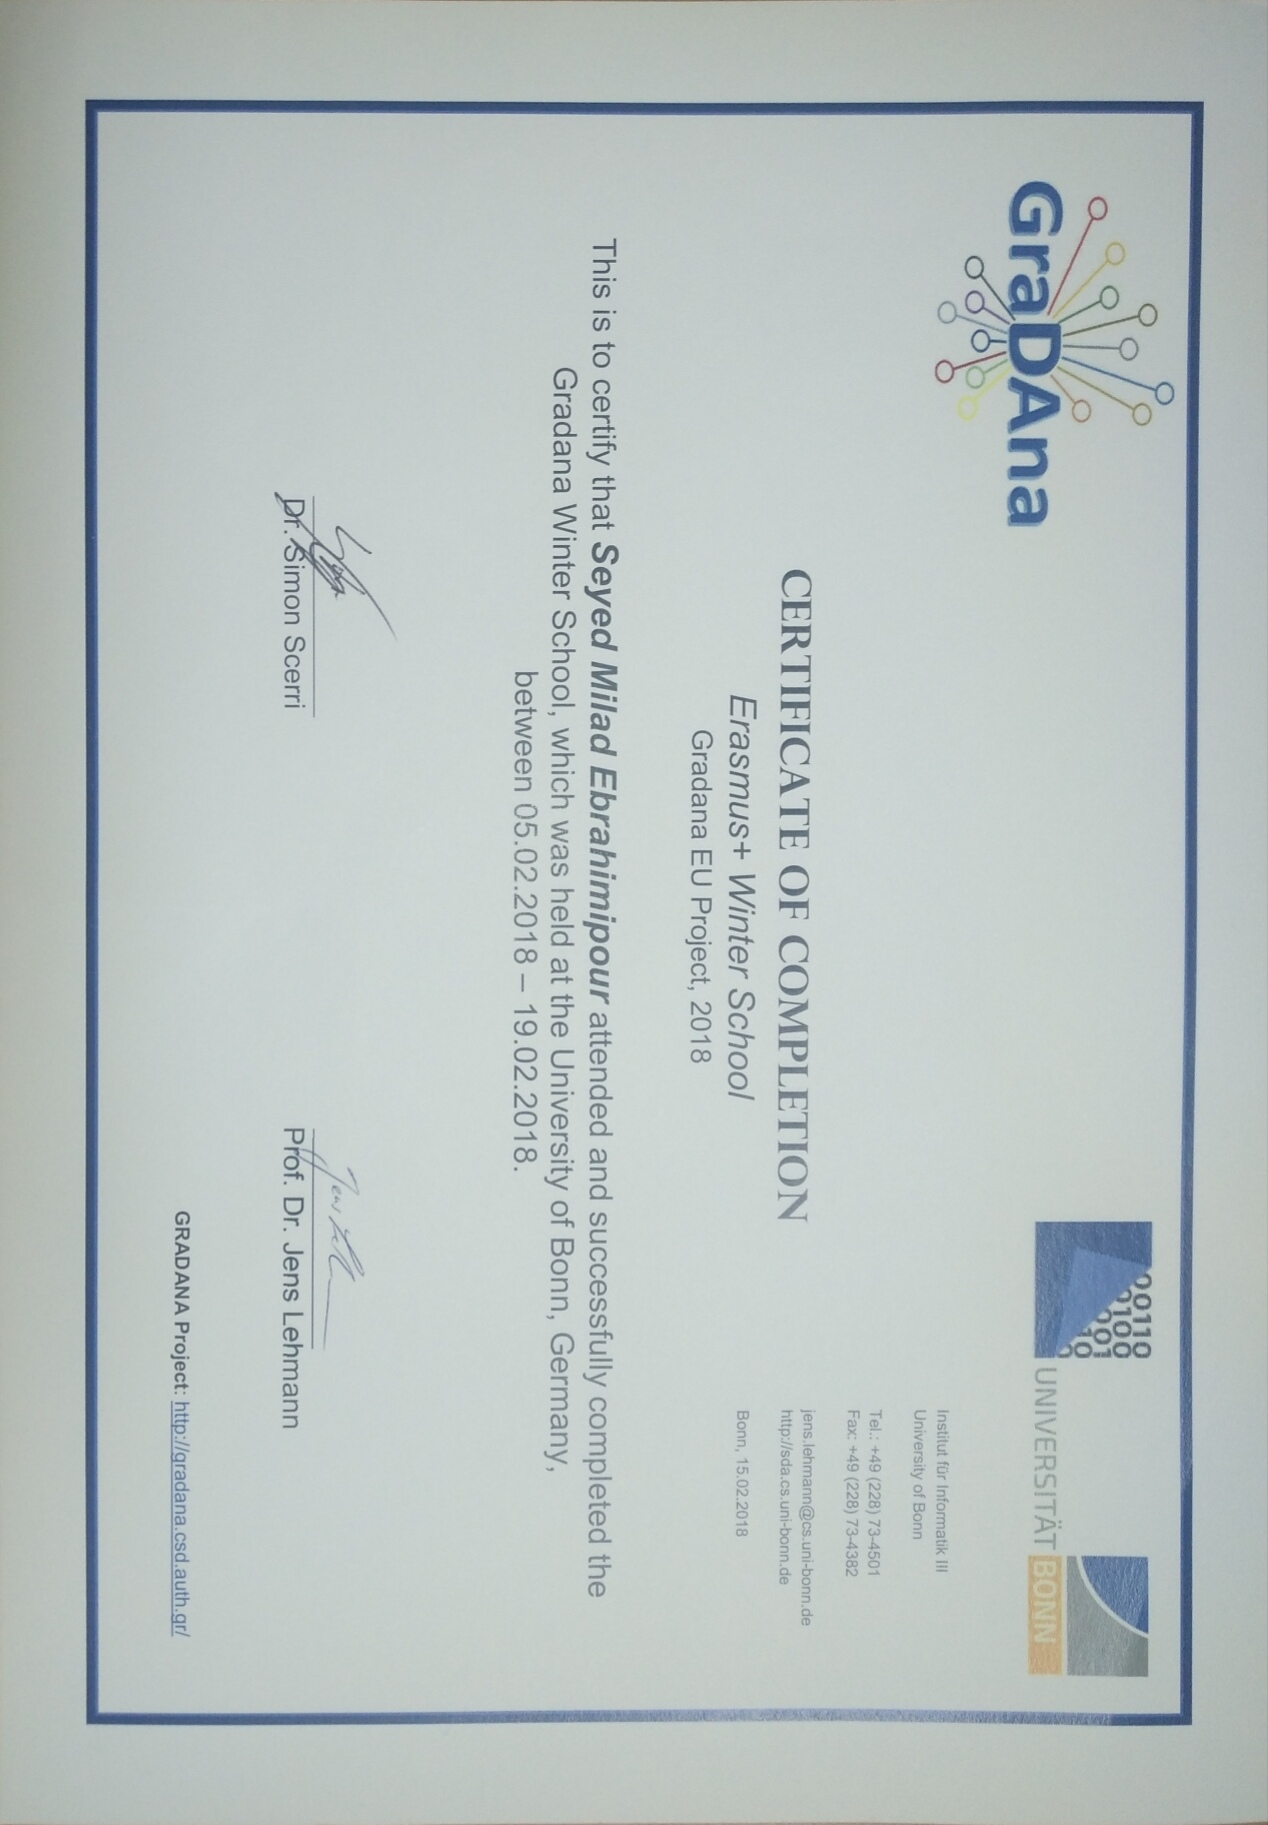 GraDAna
00110
0100
001
10
0
UNIVERSITÄT BONN
Institut für Informatik III
University of Bonn
Tel.: +49 (228) 73-4501
Fax: +49 (228) 73-4382
jens.lehmann@cs.uni-bonn.de
http://sda.cs.uni-bonn.de
Bonn, 15.02.2018
CERTIFICATE OF COMPLETION
Erasmus+ Winter School
Gradana EU Project, 2018
This is to certify that Seyed Milad Ebrahimipour attended and successfully completed the
Gradana Winter School, which was held at the University of Bonn, Germany,
between 05.02.2018 – 19.02.2018.
Dr. Simon Scerri
Prof. Dr. Jens Lehmann
GRADANA Project: http://gradana.csd.auth.gr/